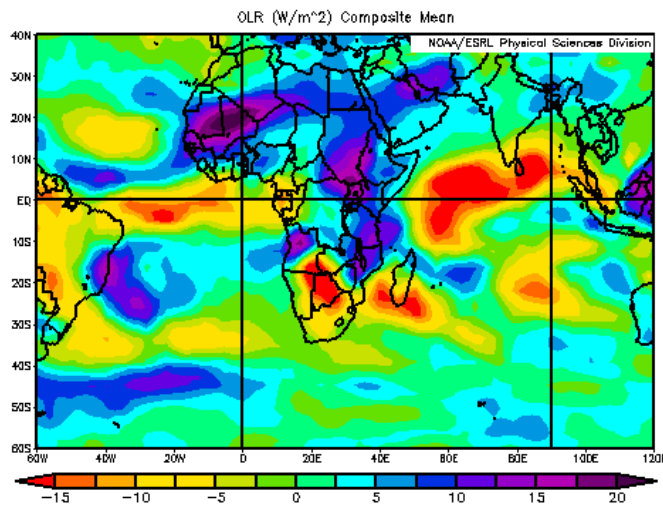 OLR (W/m^2) Composite Mean
NOAA/ESRL Physical Sciences Division
40N
30N
20N
10N
EQ
10S
20S
30S
40S
50S
60S
60W 40W 20W 0 20E 40E 60E 80E 100E 120E
-15 -10 -5 0 5 10 15 20